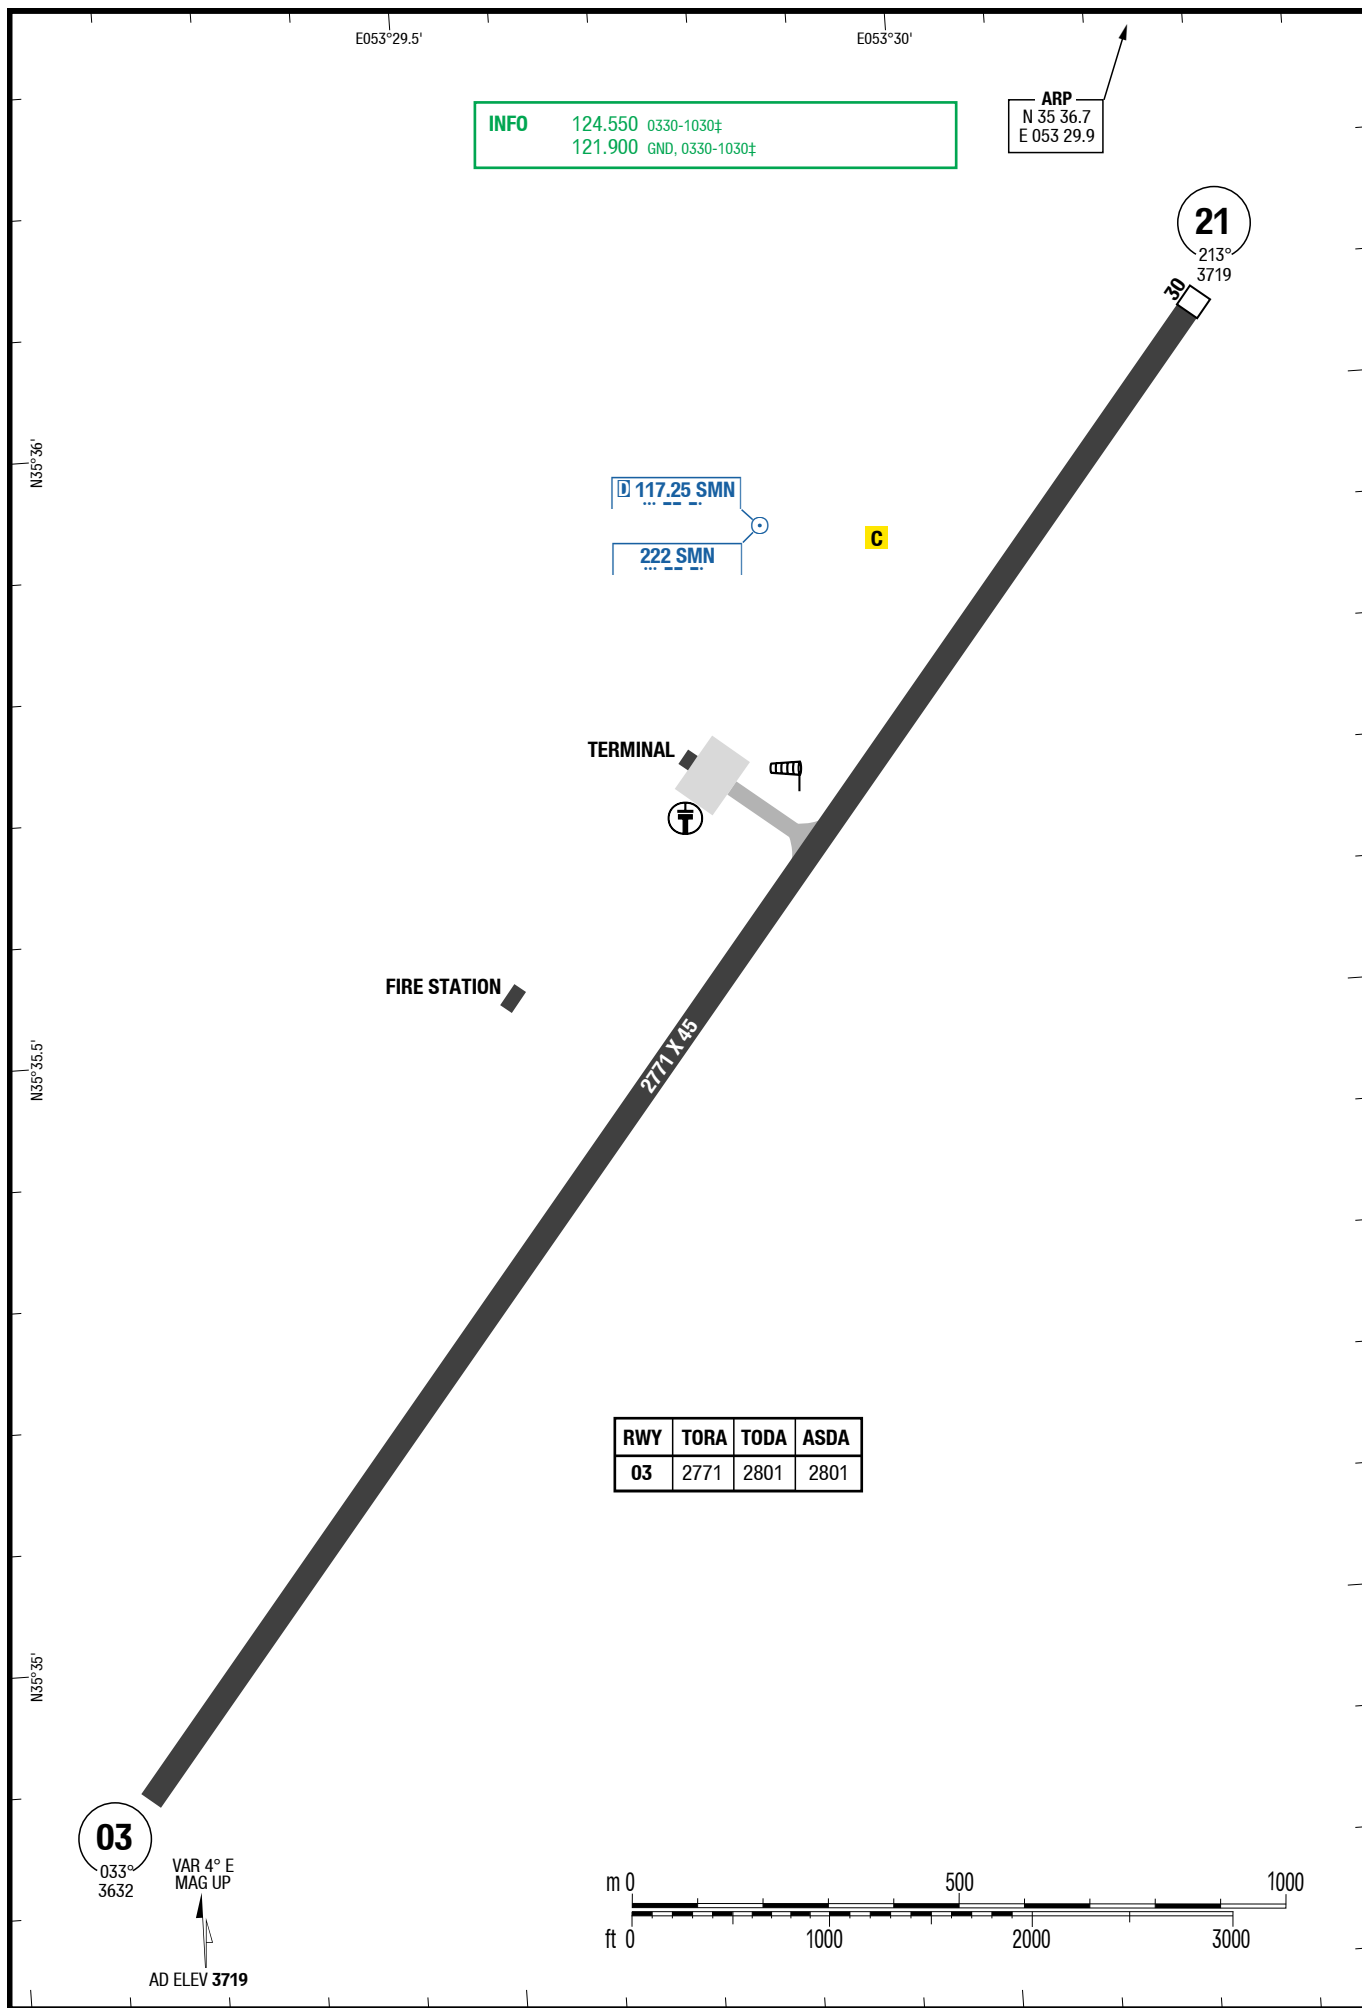 E053°29.5'
E053°30'
ARP
N 35 36.7
E 053 29.9
INFO 124.550 0330-1030‡
121.900 GND, 0330-1030‡
21
213°
3719
30
N35°36'
D 117.25 SMN
222 SMN
C
TERMINAL
T
FIRE STATION
2771 X 45
N35°35.5'
RWY TORA TODA ASDA
03 2771 2801 2801
N35°35'
03
033°
3632
VAR 4° E
MAG UP
AD ELEV 3719
m 0 500 1000
ft 0 1000 2000 3000